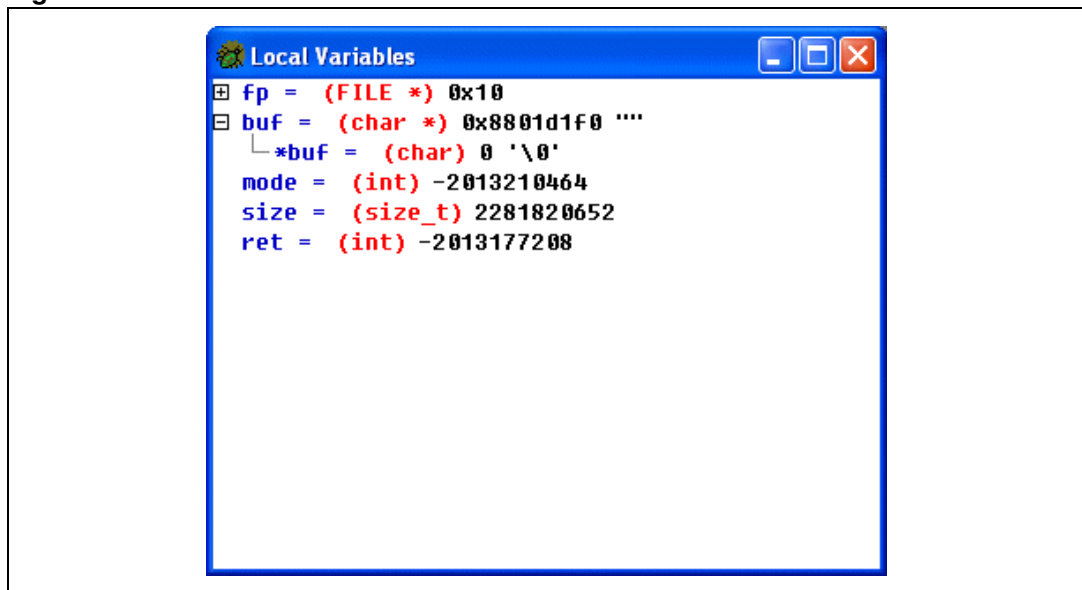 Local Variables
fp = (FILE *) 0x10
buf = (char *) 0x8801d1f0 ""
*buf = (char) 0 '\0'
mode = (int) -2013210464
size = (size_t) 2281820652
ret = (int) -2013177208